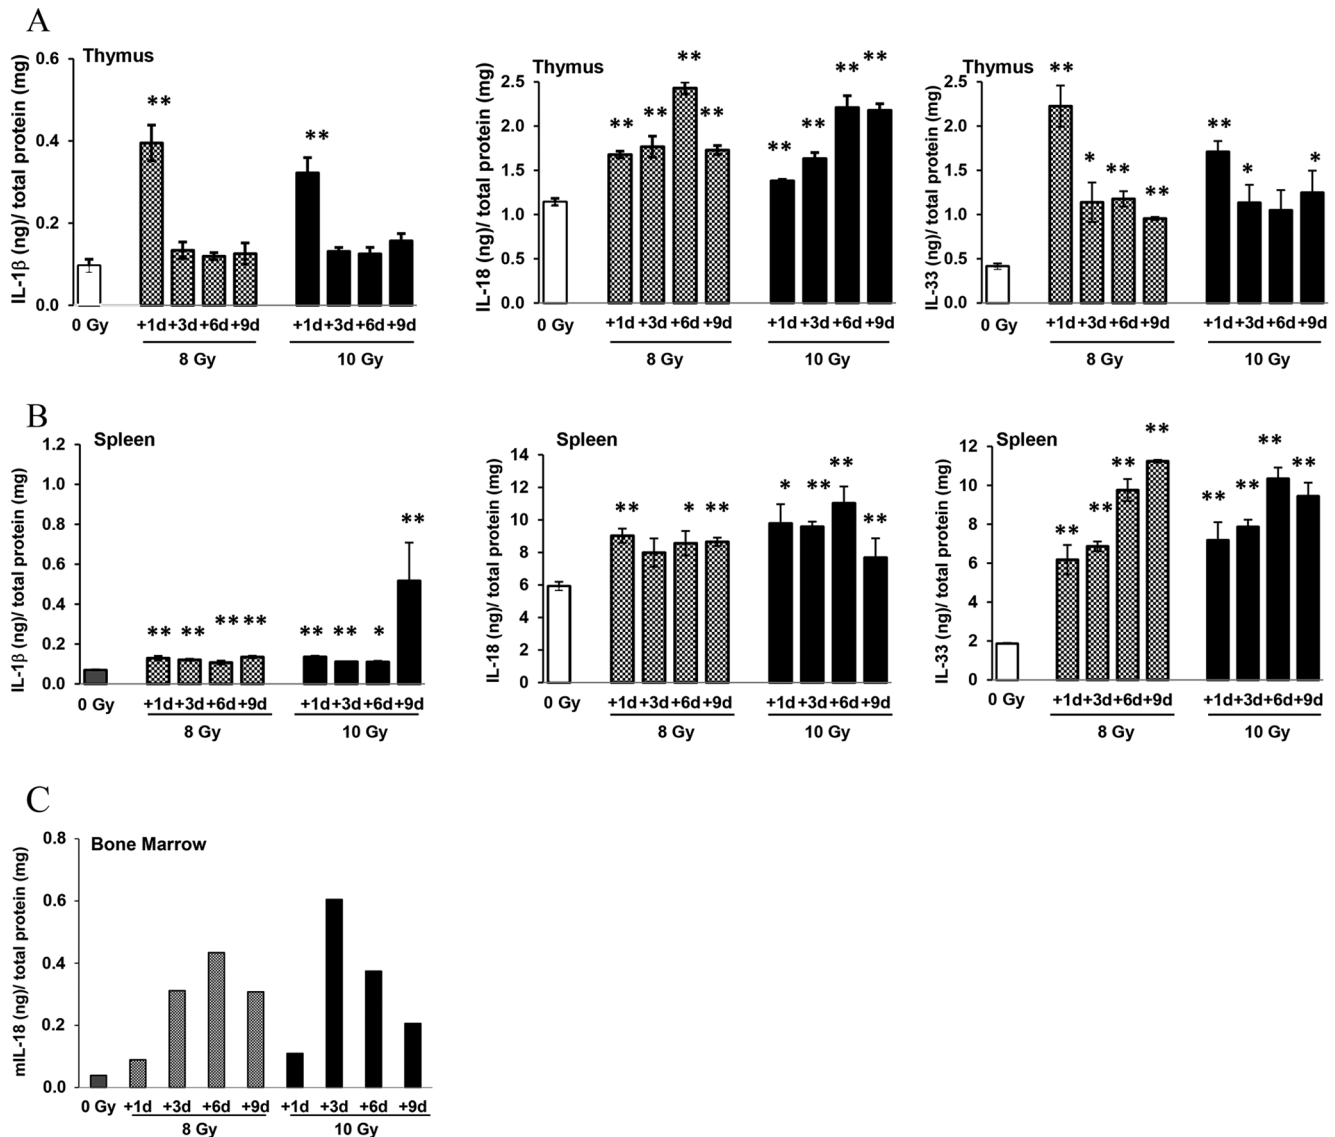 A
Thymus
IL-1β (ng)/ total protein (mg)
0.6
0.4
0.2
0.0
**
**
0 Gy
+1d +3d +6d +9d
+1d +3d +6d +9d
8 Gy
10 Gy
Thymus
IL-18 (ng)/ total protein (mg)
2.5
2.0
1.5
1.0
0.5
0.0
** ** ** **
** ** ** **
0 Gy
+1d +3d +6d +9d
+1d +3d +6d +9d
8 Gy
10 Gy
Thymus
IL-33 (ng)/ total protein (mg)
2.5
2.0
1.5
1.0
0.5
0.0
** * ** **
** * *
0 Gy
+1d +3d +6d +9d
+1d +3d +6d +9d
8 Gy
10 Gy
B
Spleen
IL-1β (ng)/ total protein (mg)
1.2
1.0
0.8
0.6
0.4
0.2
0.0
** ** ** **
** ** * **
0 Gy
+1d +3d +6d +9d
+1d +3d +6d +9d
8 Gy
10 Gy
Spleen
IL-18 (ng)/ total protein (mg)
14
12
10
8
6
4
2
0
** * **
* ** ** **
0 Gy
+1d +3d +6d +9d
+1d +3d +6d +9d
8 Gy
10 Gy
Spleen
IL-33 (ng)/ total protein (mg)
12
10
8
6
4
2
0
** ** ** **
** ** ** **
0 Gy
+1d +3d +6d +9d
+1d +3d +6d +9d
8 Gy
10 Gy
C
Bone Marrow
mIL-18 (ng)/ total protein (mg)
0.8
0.6
0.4
0.2
0.0
0 Gy
+1d +3d +6d +9d
+1d +3d +6d +9d
8 Gy
10 Gy